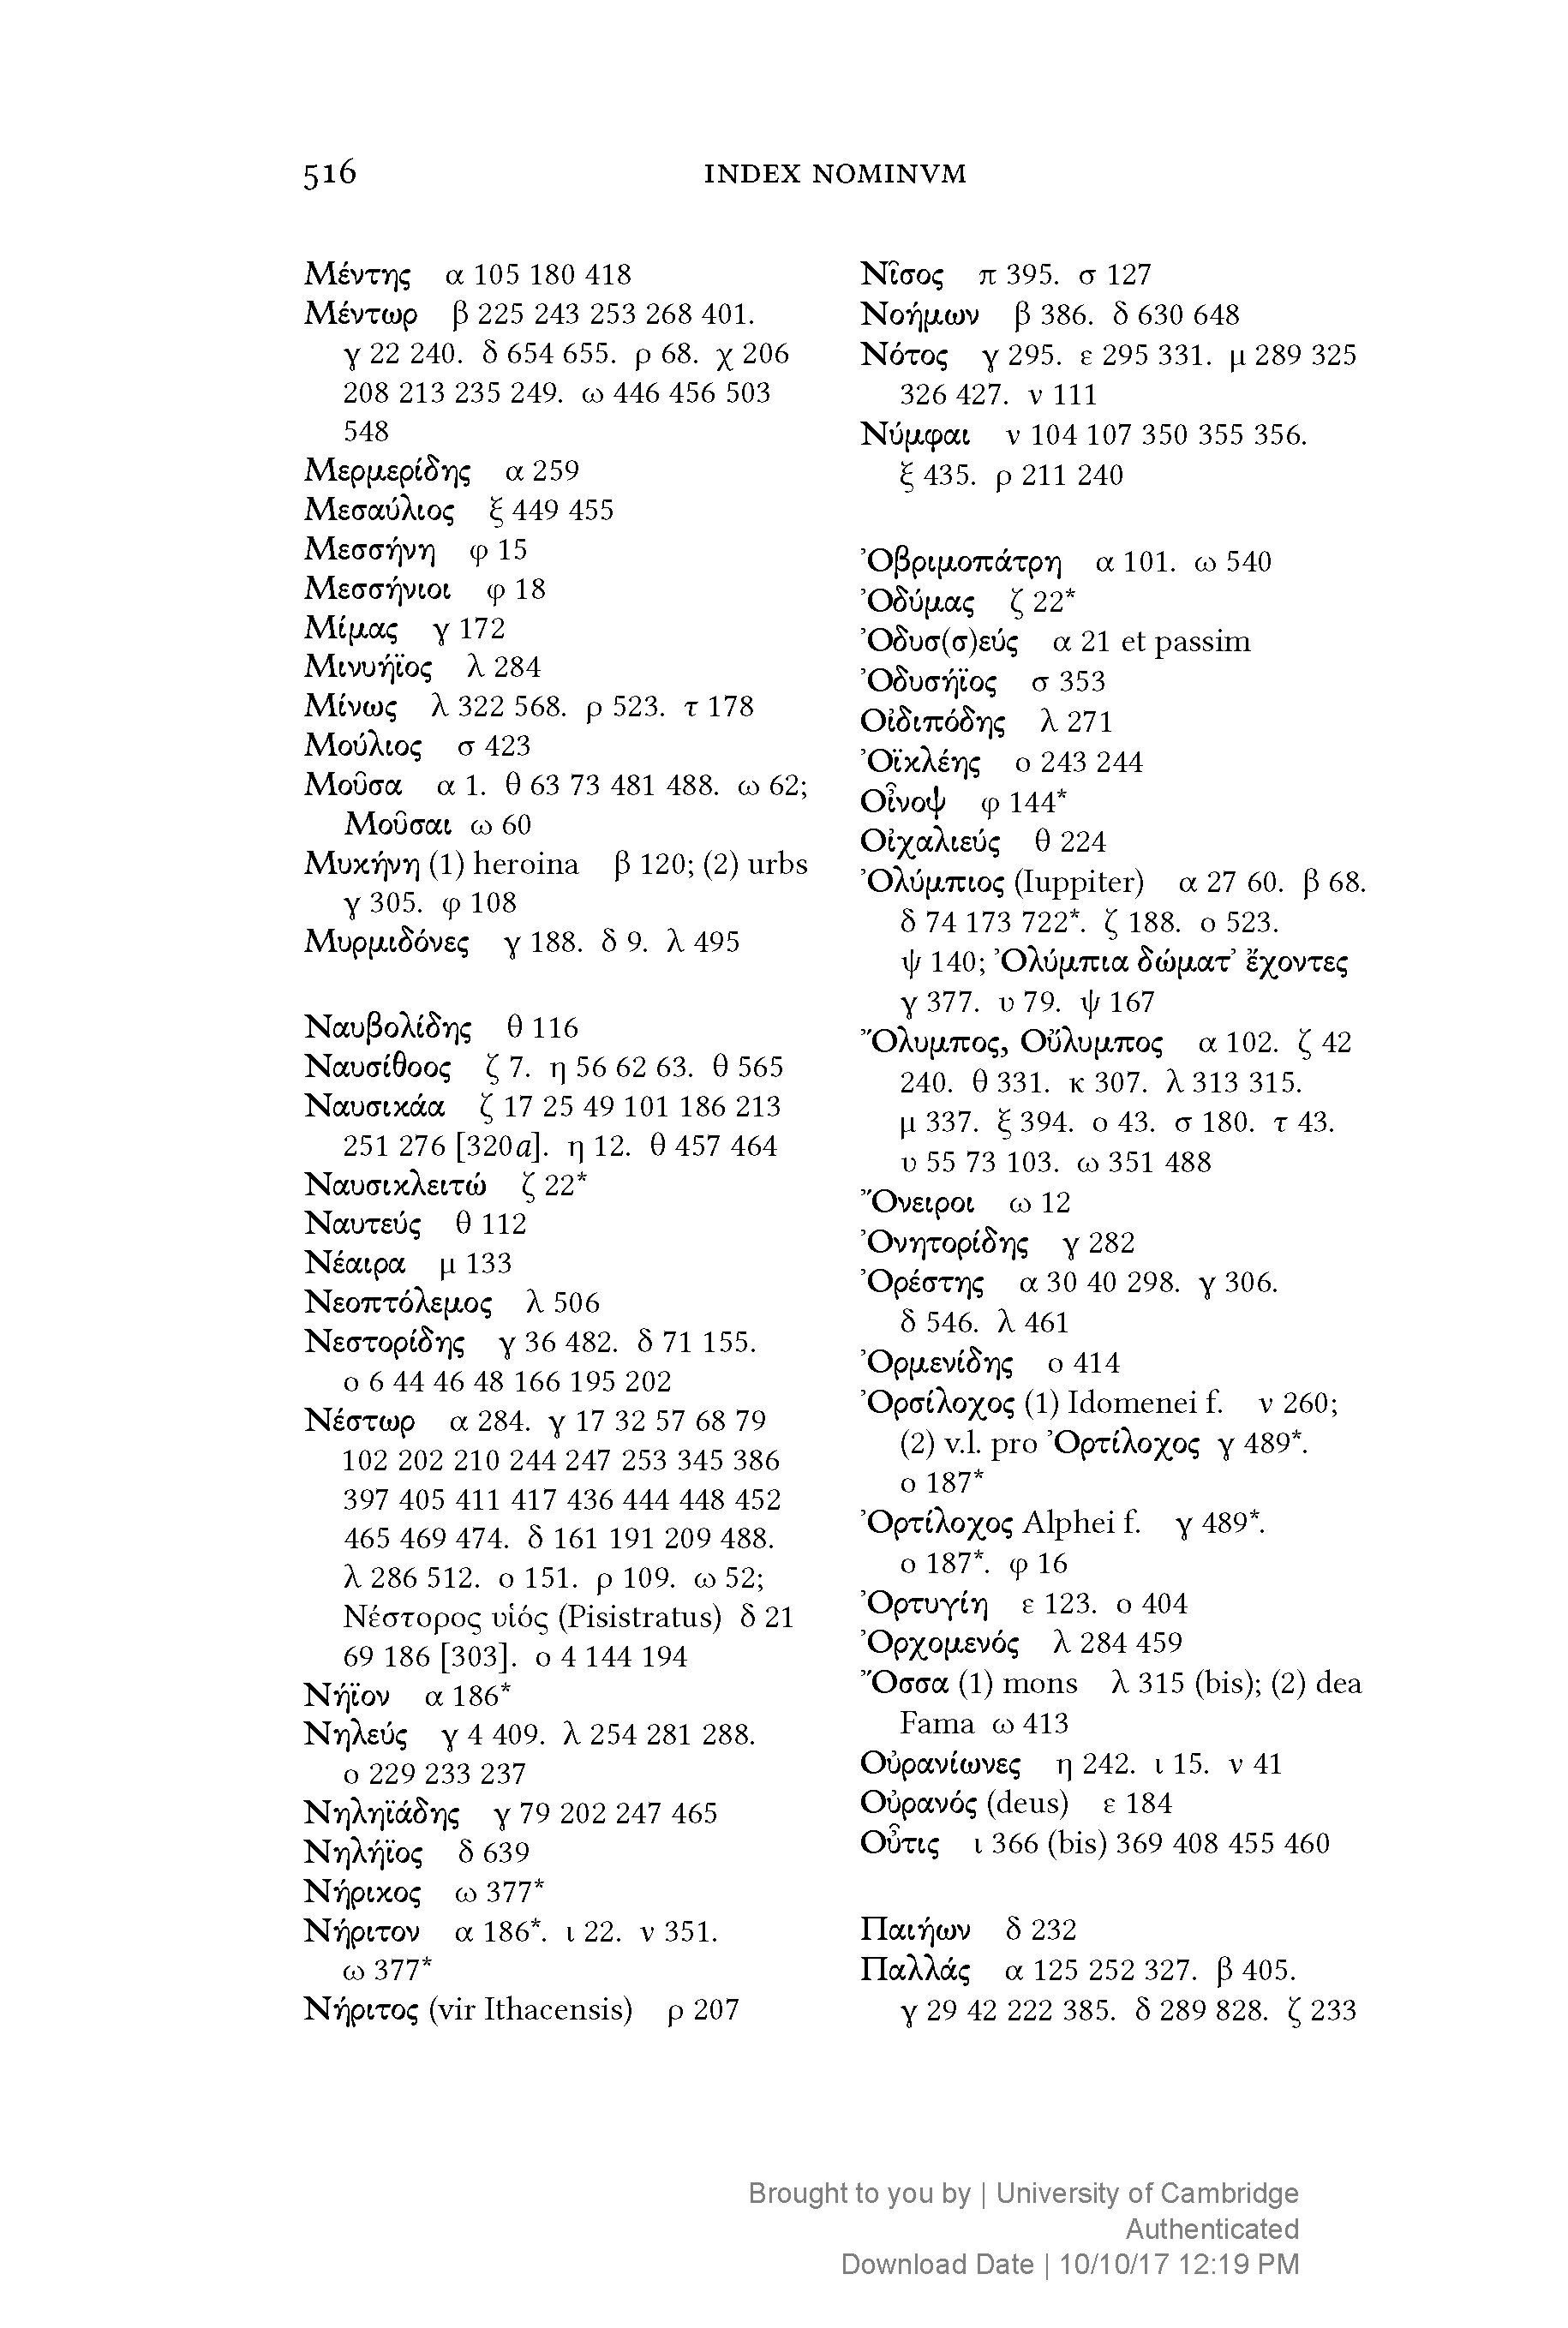 516 INDEX NOMINVM
Μέντης α 105 180 418
Μέντωρ β 225 243 253 268 401.
γ 22 240. δ 654 655. ρ 68. χ 206
208 213 235 249. ω 446 456 503
548
Μερμερίδης α 259
Μεσαύλιος ξ 449 455
Μεσσήνη φ 15
Μεσσήνιοι φ 18
Μίμας γ 172
Μινυήϊος λ 284
Μίνως λ 322 568. ρ 523. τ 178
Μούλιος σ 423
Μοῦσα α 1. θ 63 73 481 488. ω 62;
Μοῦσαι ω 60
Μυκήνη (1) heroina β 120; (2) urbs
γ 305. φ 108
Μυρμιδόνες γ 188. δ 9. λ 495
Ναυβολίδης θ 116
Ναυσίθοος ζ 7. η 56 62 63. θ 565
Ναυσικάα ζ 17 25 49 101 186 213
251 276 [320a]. η 12. θ 457 464
Ναυσικλειτώ ζ 22*
Ναυτεύς θ 112
Νέαιρα μ 133
Νεοπτόλεμος λ 506
Νεστορίδης γ 36 482. δ 71 155.
ο 6 44 46 48 166 195 202
Νέστωρ α 284. γ 17 32 57 68 79
102 202 210 244 247 253 345 386
397 405 411 417 436 444 448 452
465 469 474. δ 161 191 209 488.
λ 286 512. ο 151. ρ 109. ω 52;
Νέστορος υἱός (Pisistratus) δ 21
69 186 [303]. ο 4 144 194
Νήϊον α 186*
Νηλεύς γ 4 409. λ 254 281 288.
ο 229 233 237
Νηληϊάδης γ 79 202 247 465
Νηλήϊος δ 639
Νήρικος ω 377*
Νήριτον α 186*. ι 22. ν 351.
ω 377*
Νήριτος (vir Ithacensis) ρ 207
Νῖσος π 395. σ 127
Νοήμων β 386. δ 630 648
Νότος γ 295. ε 295 331. μ 289 325
326 427. ν 111
Νύμφαι ν 104 107 350 355 356.
ξ 435. ρ 211 240
Ὀβριμοπάτρη α 101. ω 540
Ὀδύμας ζ 22*
Ὀδυσ(σ)εύς α 21 et passim
Ὀδυσήϊος σ 353
Οἰδιπόδης λ 271
Ὀϊκλέης ο 243 244
Οἶνοψ φ 144*
Οἰχαλιεύς θ 224
Ὀλύμπιος (Iuppiter) α 27 60. β 68.
δ 74 173 722*. ζ 188. ο 523.
ψ 140; Ὀλύμπια δώματ’ ἔχοντες
γ 377. υ 79. ψ 167
Ὄλυμπος, Οὔλυμπος α 102. ζ 42
240. θ 331. κ 307. λ 313 315.
μ 337. ξ 394. ο 43. σ 180. τ 43.
υ 55 73 103. ω 351 488
Ὄνειροι ω 12
Ὀνητορίδης γ 282
Ὀρέστης α 30 40 298. γ 306.
δ 546. λ 461
Ὀρμενίδης ο 414
Ὀρσίλοχος (1) Idomenei f. ν 260;
(2) v.l. pro Ὀρτίλοχος γ 489*.
ο 187*
Ὀρτίλοχος Alphei f. γ 489*.
ο 187*. φ 16
Ὀρτυγίη ε 123. ο 404
Ὀρχομενός λ 284 459
Ὄσσα (1) mons λ 315 (bis); (2) dea
Fama ω 413
Οὐρανίωνες η 242. ι 15. ν 41
Οὐρανός (deus) ε 184
Οὖτις ι 366 (bis) 369 408 455 460
Παιήων δ 232
Παλλάς α 125 252 327. β 405.
γ 29 42 222 385. δ 289 828. ζ 233
Brought to you by | University of Cambridge
Authenticated
Download Date | 10/10/17 12:19 PM